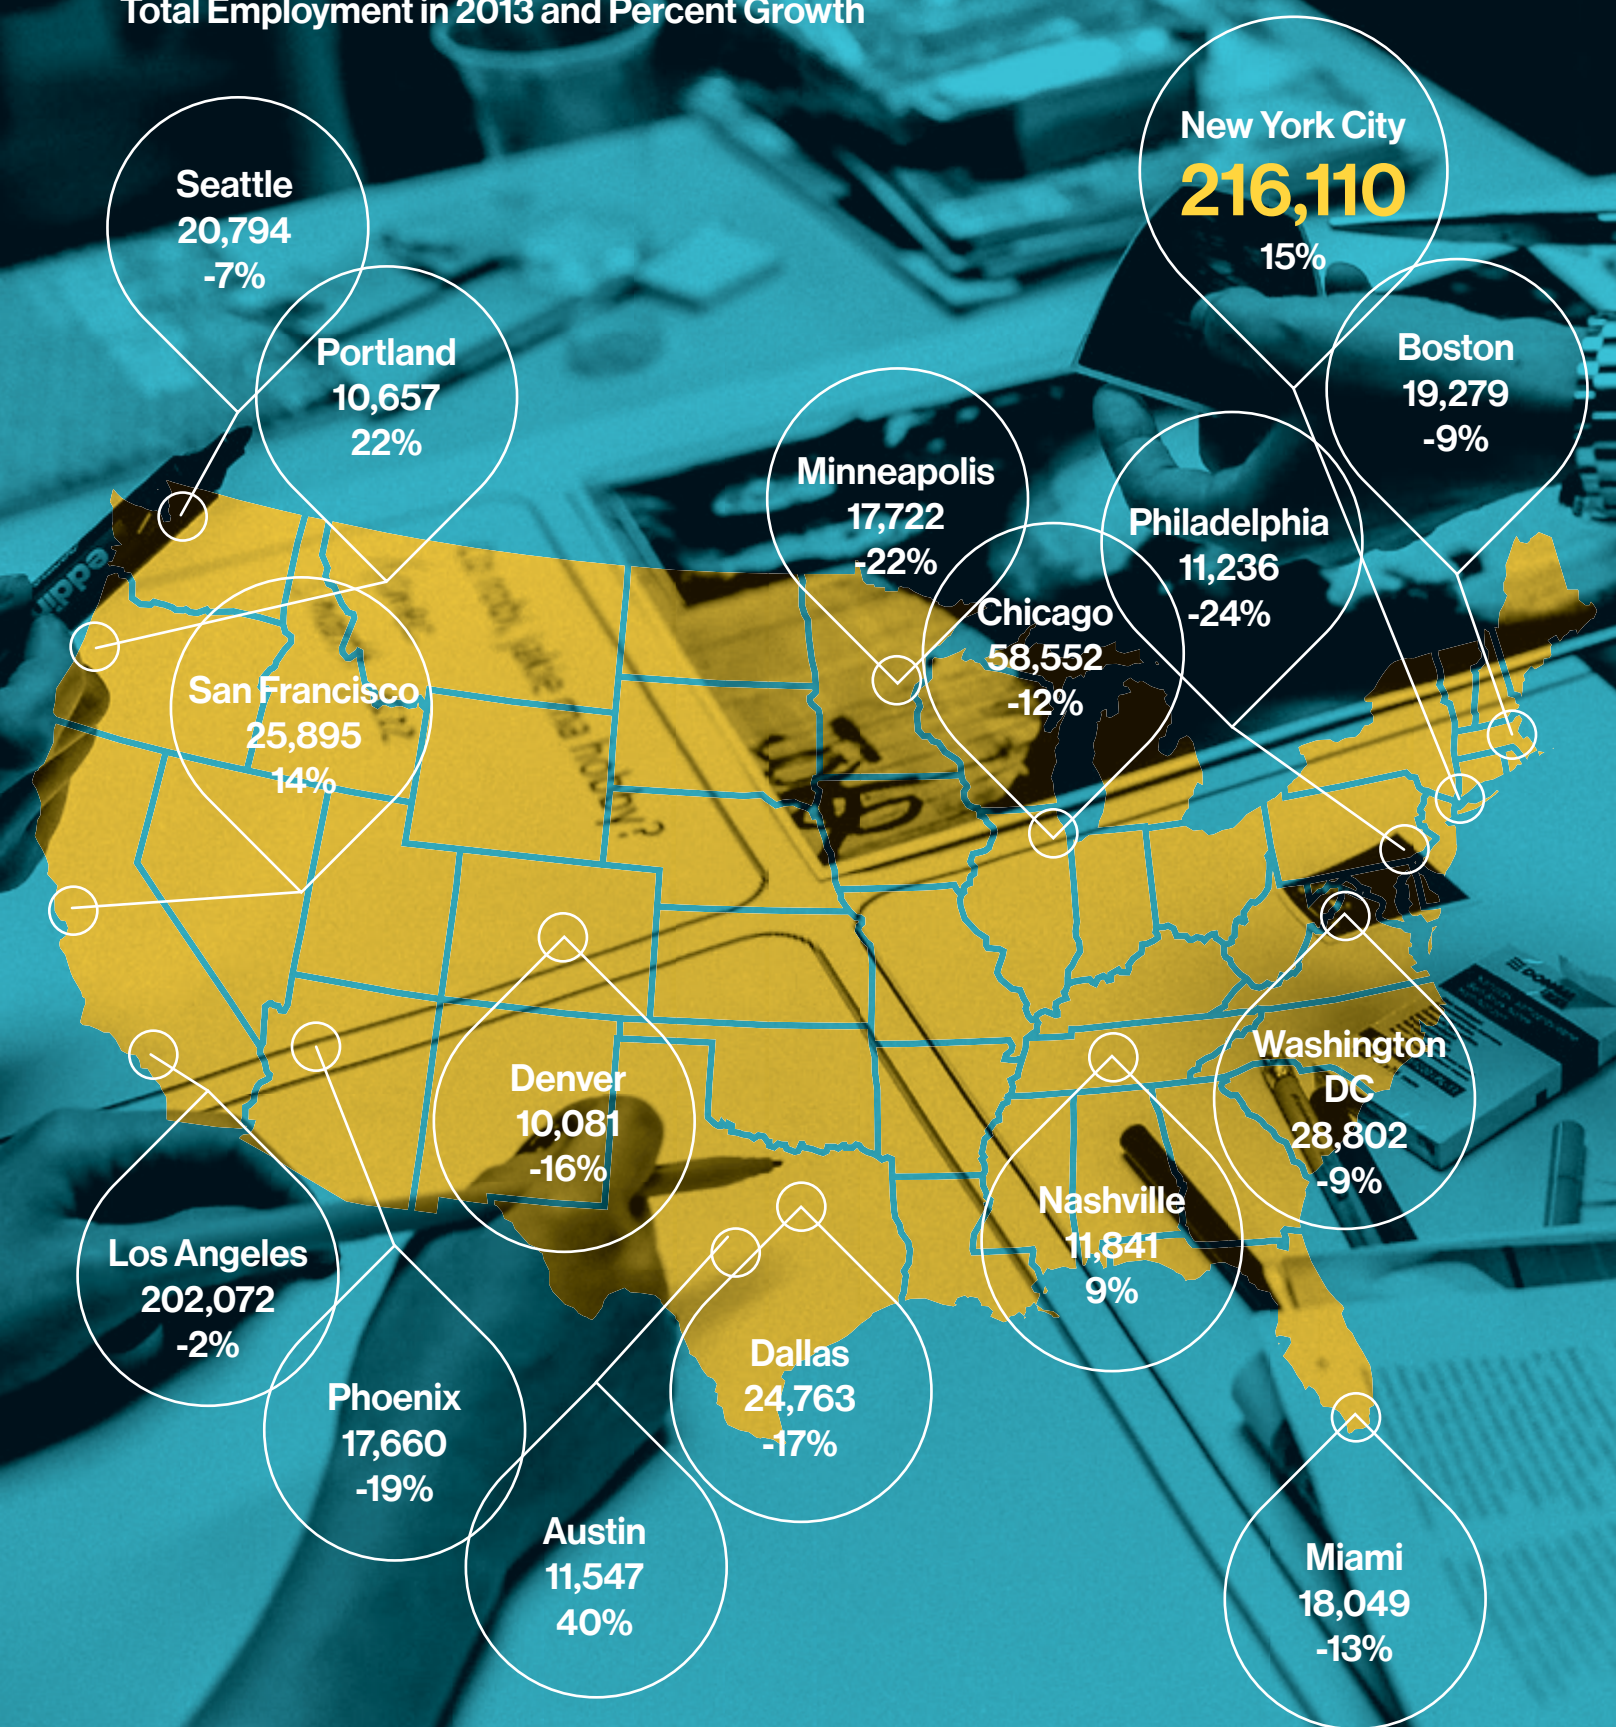 Total Employment in 2013 and Percent Growth
New York City
216,110
15%
Seattle
20,794
-7%
Portland
10,657
22%
Boston
19,279
-9%
Minneapolis
17,722
-22%
Philadelphia
11,236
-24%
Chicago
58,552
-12%
San Francisco
25,895
14%
Denver
10,081
-16%
Washington
DC
28,802
-9%
Nashville
11,841
9%
Los Angeles
202,072
-2%
Phoenix
17,660
-19%
Dallas
24,763
-17%
Austin
11,547
40%
Miami
18,049
-13%